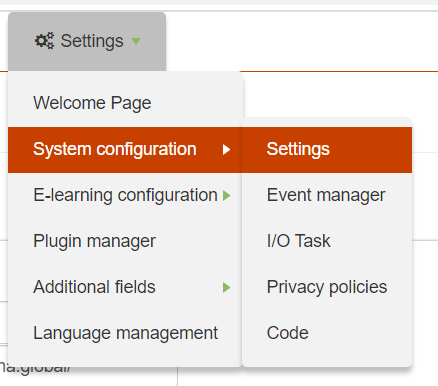 Settings
Welcome Page
System configuration
Settings
E-learning configuration
Event manager
Plugin manager
I/O Task
Additional fields
Privacy policies
Language management
Code
na.global/